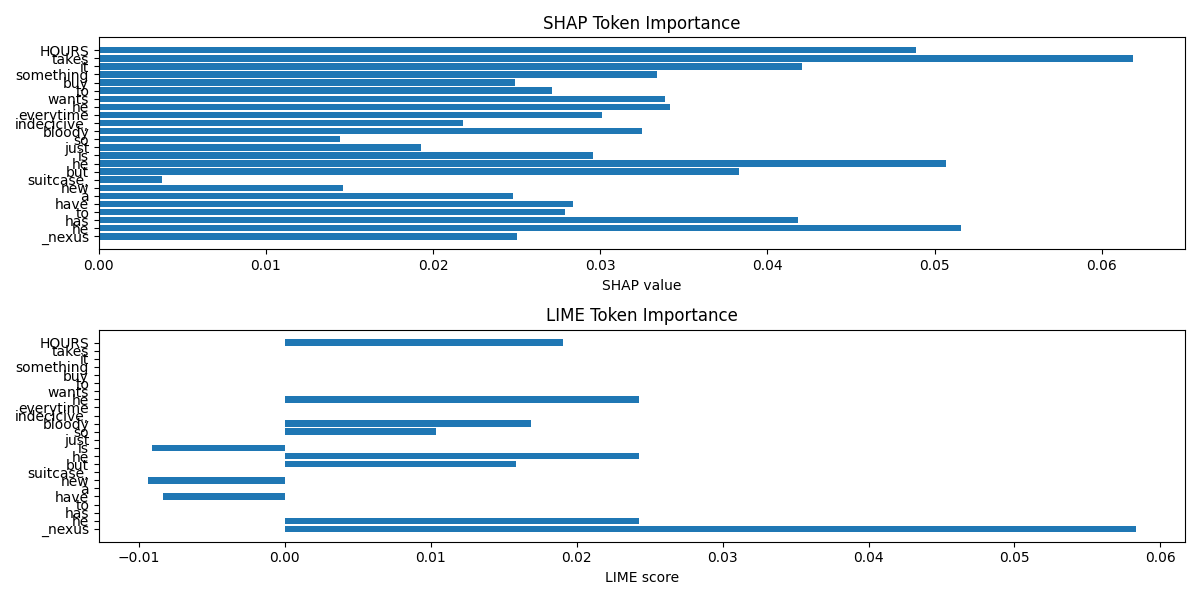 SHAP Token Importance
HOURS
takes
it
something
buy
to
wants
he
everytime
indecicive,
bloody
so
just
is
he
but
suitcase,
new
a
have
to
has
he
_nexus
0.00 0.01 0.02 0.03 0.04 0.05 0.06
SHAP value
LIME Token Importance
HOURS
takes
it
something
buy
to
wants
he
everytime
indecicive,
bloody
so
just
is
he
but
suitcase,
new
a
have
to
has
he
_nexus
−0.01 0.00 0.01 0.02 0.03 0.04 0.05 0.06
LIME score